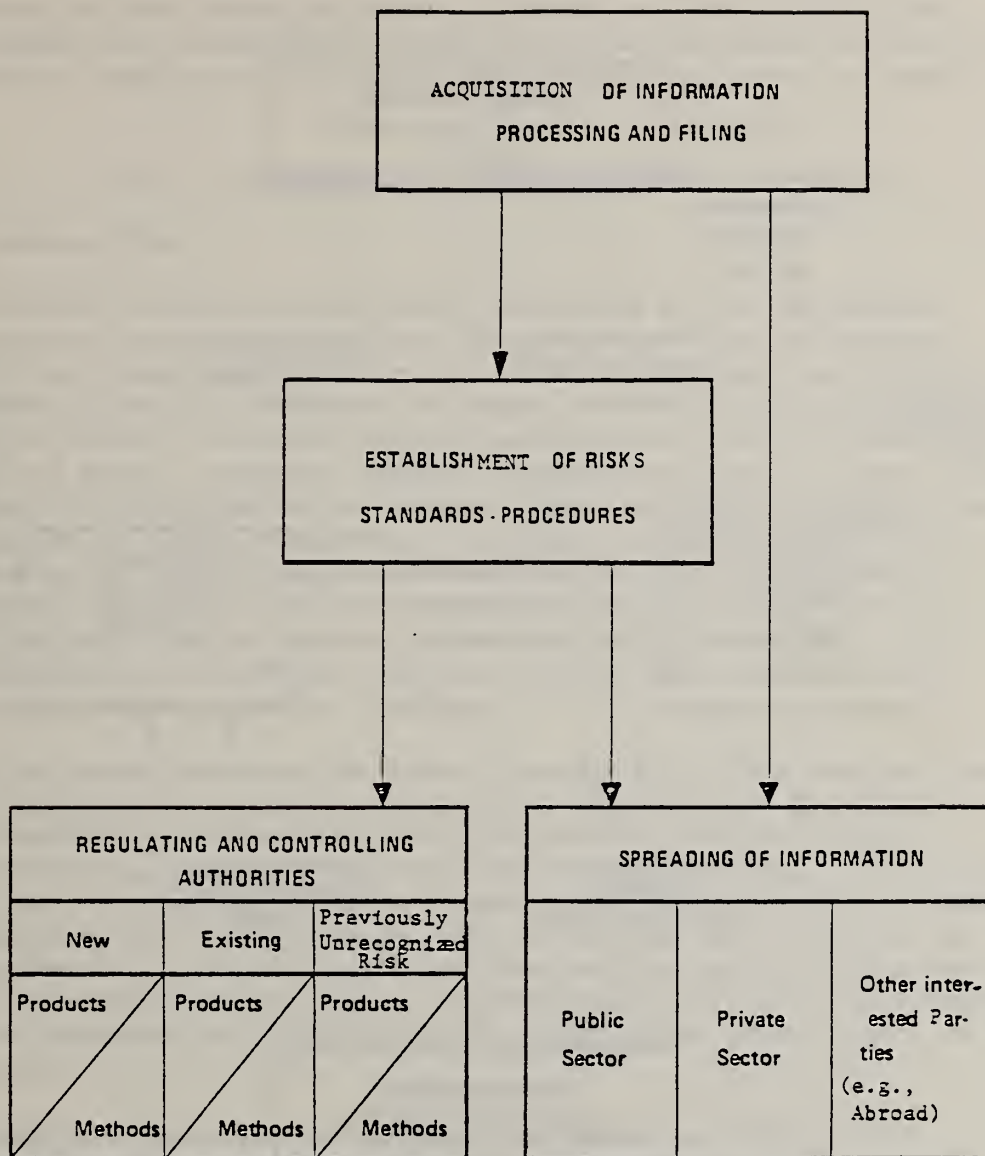 ACQUISITION OF INFORMATION
PROCESSING AND FILING
ESTABLISHMENT OF RISKS
STANDARDS - PROCEDURES
REGULATING AND CONTROLLING
AUTHORITIES
New
Existing
Previously
Unrecognized
Risk
Products
Methods
Products
Methods
Products
Methods
SPREADING OF INFORMATION
Public
Sector
Private
Sector
Other inter-
ested Par-
ties
(e.g.,
Abroad)